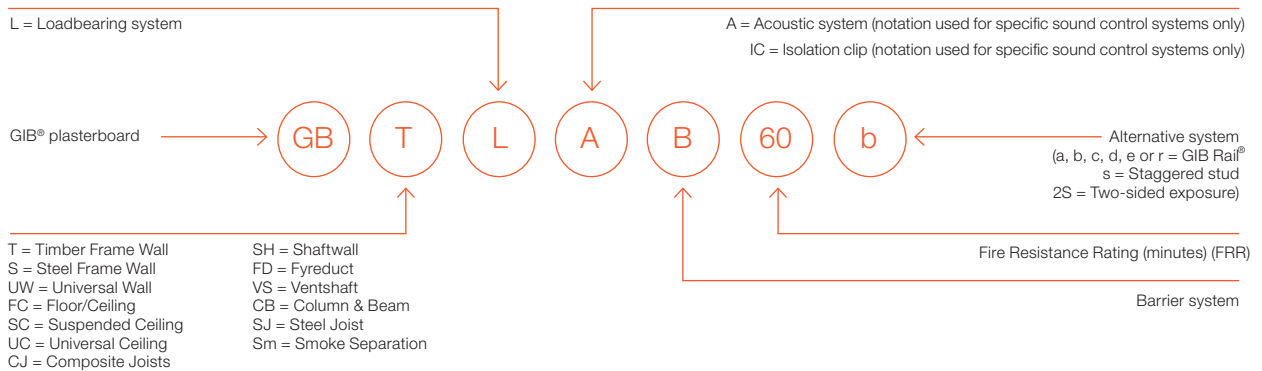 L = Loadbearing system
A = Acoustic system (notation used for specific sound control systems only)
IC = Isolation clip (notation used for specific sound control systems only)
GIB® plasterboard
GB T L A B 60 b
Alternative system
(a, b, c, d, e or r = GIB Rail®
s = Staggered stud
2S = Two-sided exposure)
T = Timber Frame Wall
S = Steel Frame Wall
UW = Universal Wall
FC = Floor/Ceiling
SC = Suspended Ceiling
UC = Universal Ceiling
CJ = Composite Joists
SH = Shaftwall
FD = Fyreduct
VS = Ventshaft
CB = Column & Beam
SJ = Steel Joist
Sm = Smoke Separation
Fire Resistance Rating (minutes) (FRR)
Barrier system